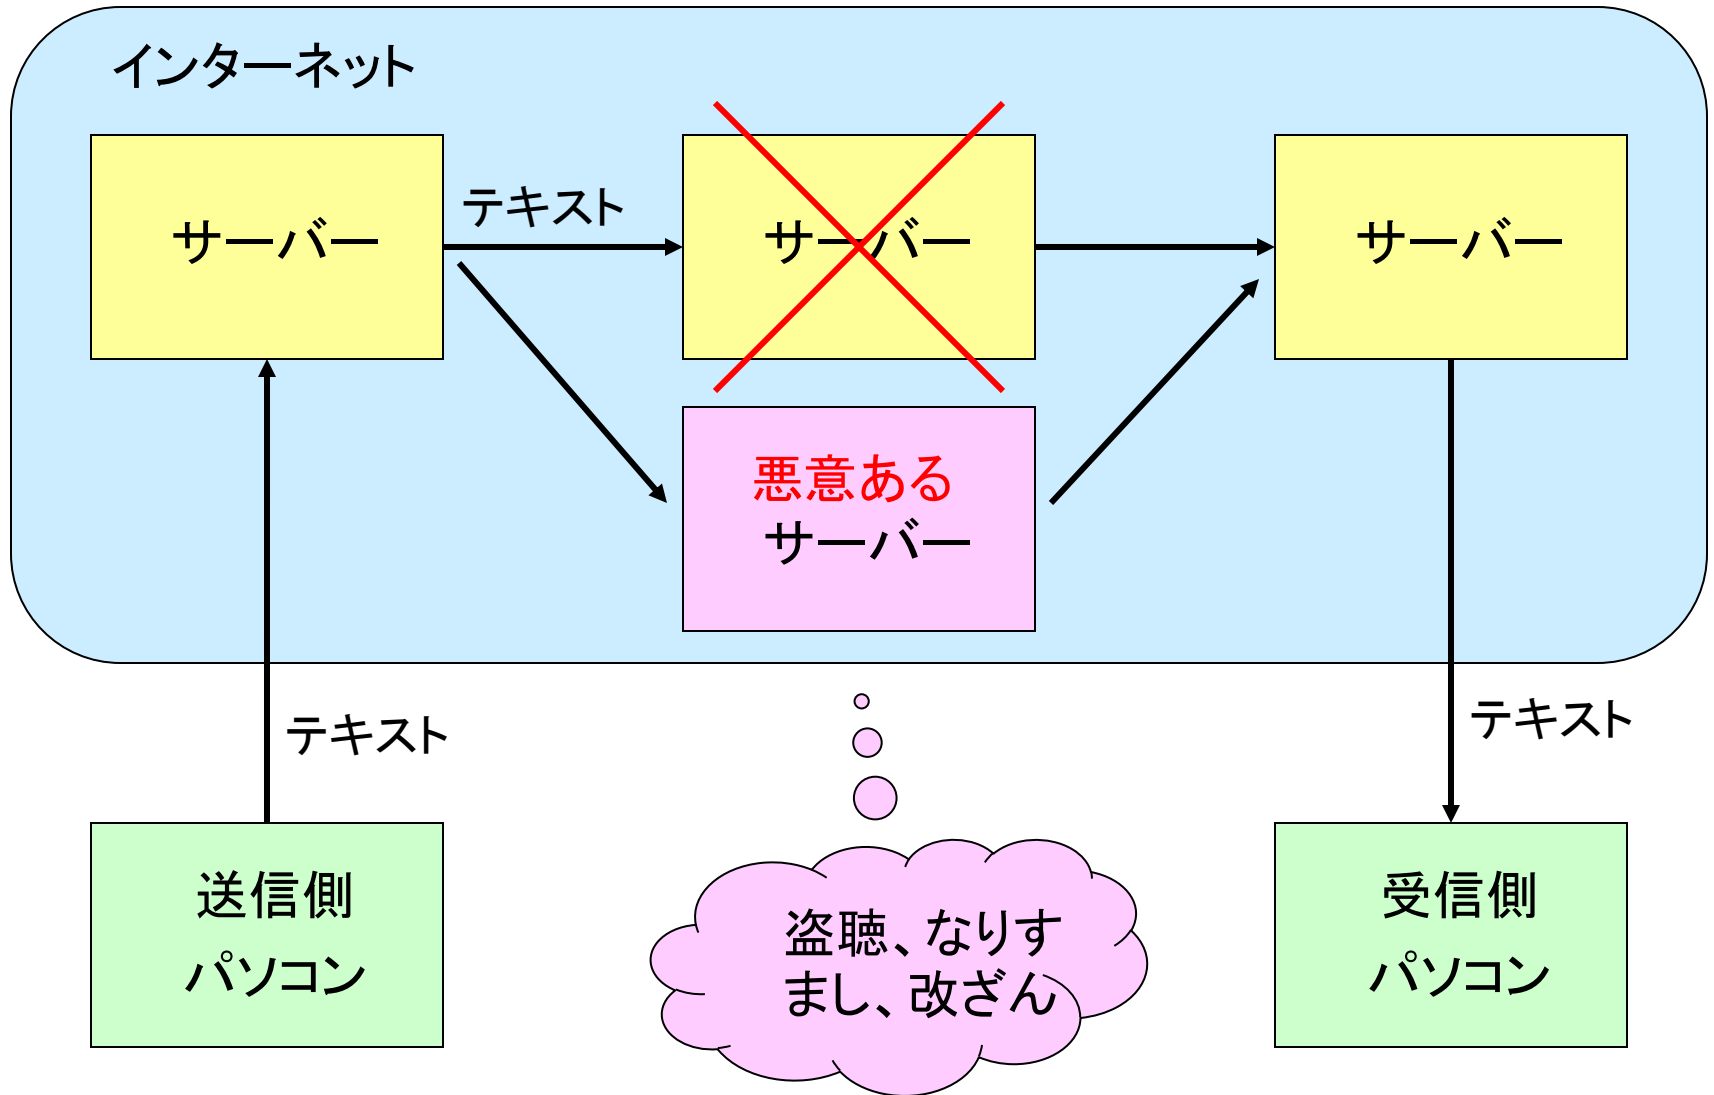 インターネット
サーバー
テキスト
サーバー
サーバー
悪意ある
サーバー
テキスト
テキスト
送信側
パソコン
盗聴、なりす
まし、改ざん
受信側
パソコン